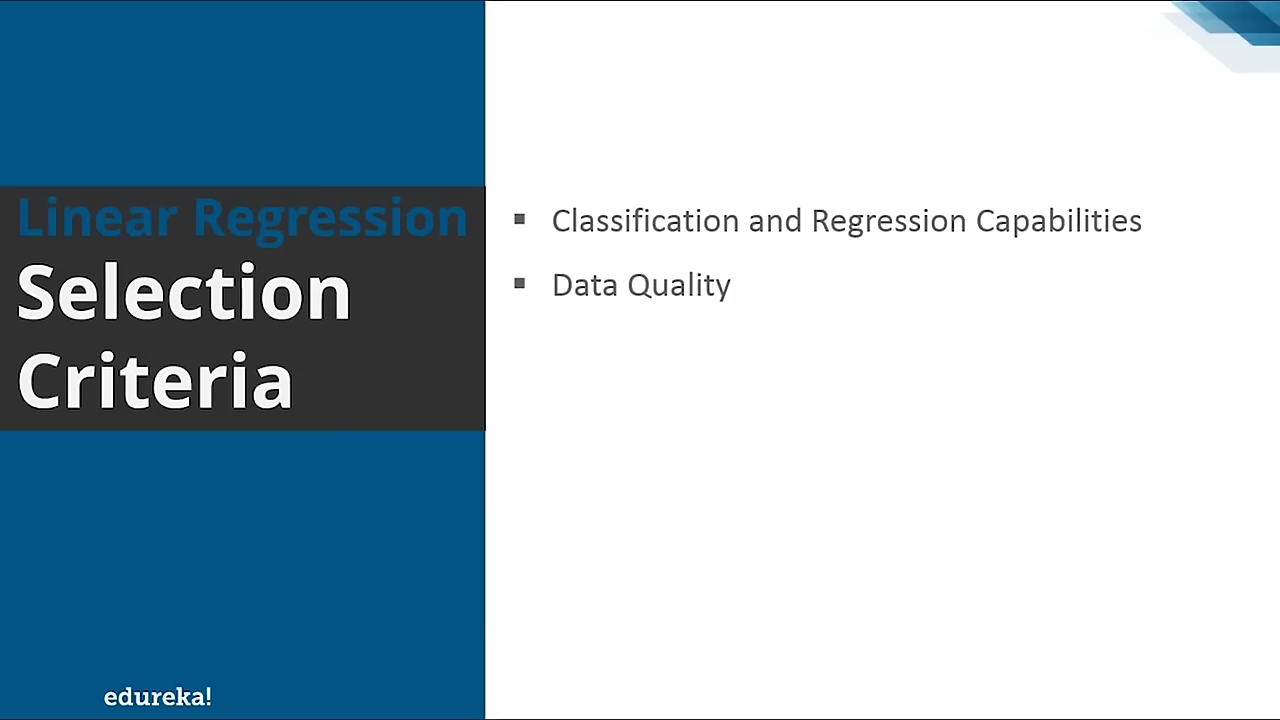 Linear Regression
Selection
Criteria
▪ Classification and Regression Capabilities
▪ Data Quality
edureka!